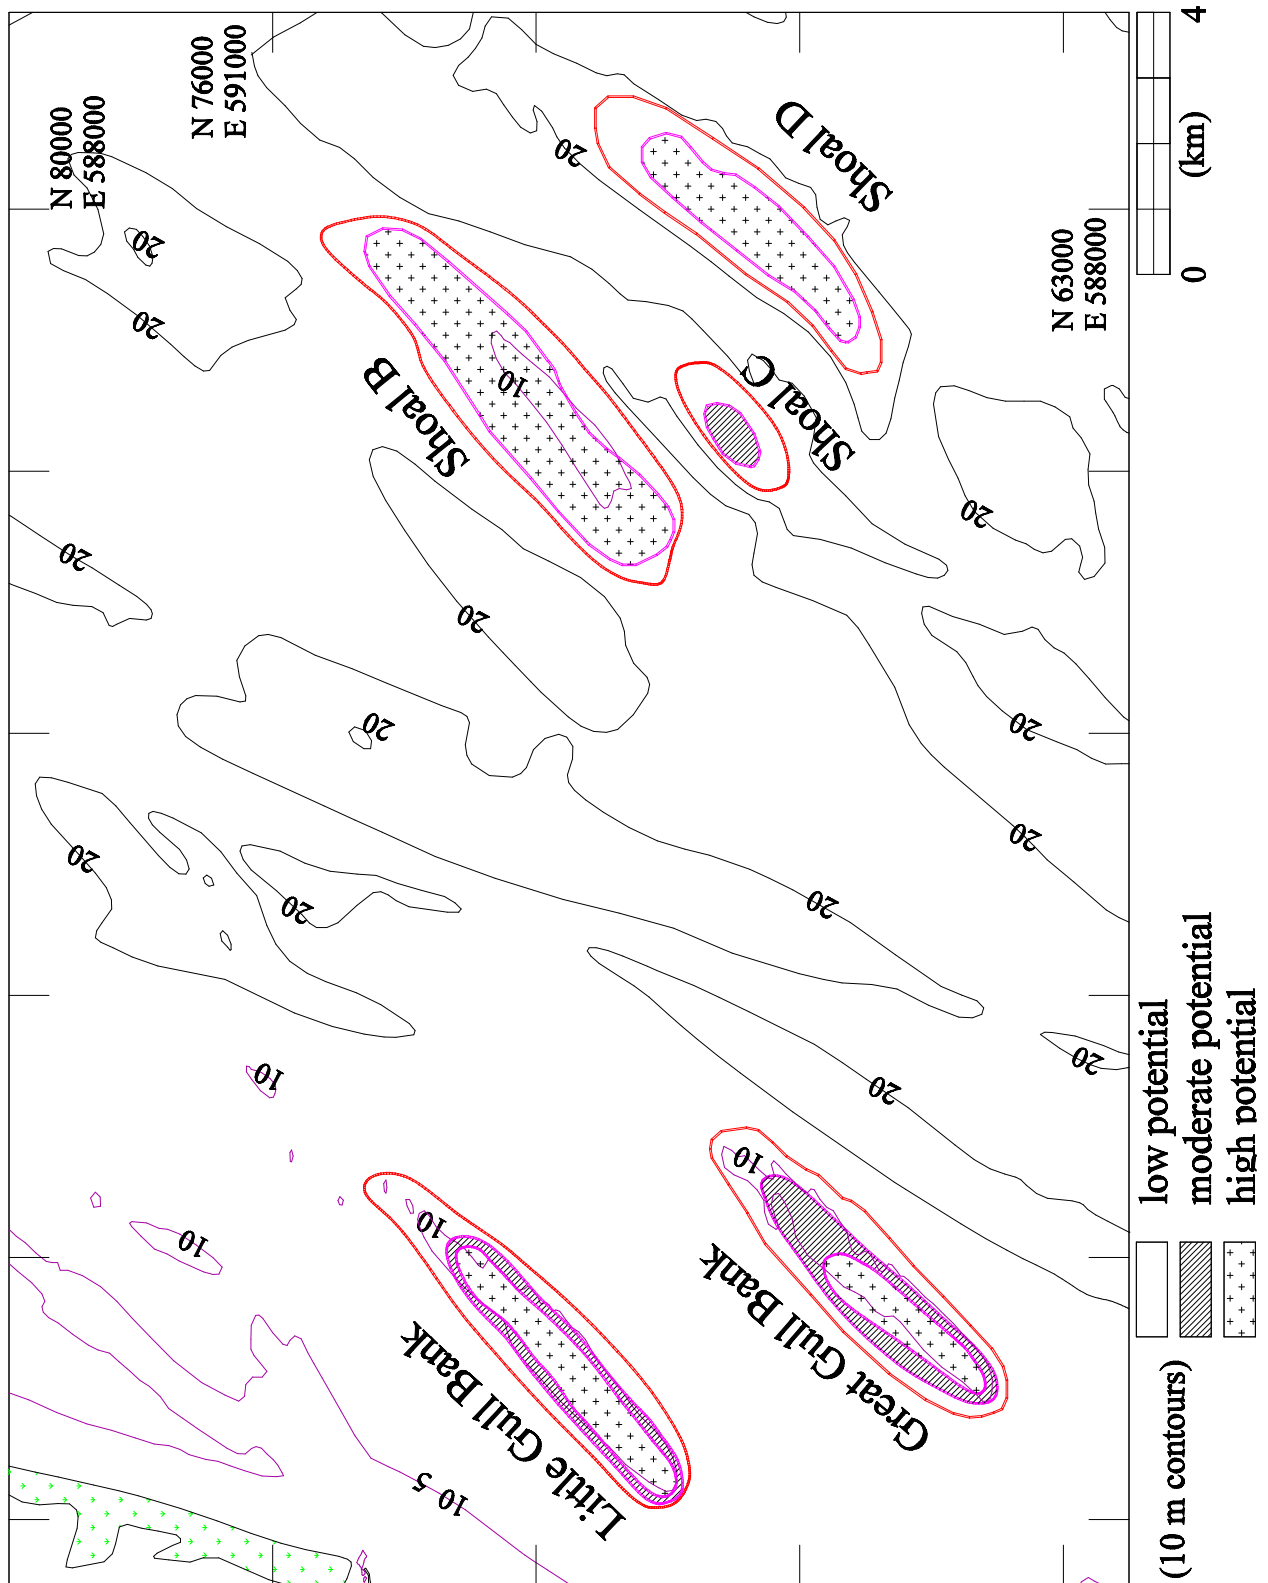 N 80000
E 588000
N 76000
E 591000
20
20
20
Shoal D
Shoal B
10
Shoal C
N 63000
E 588000
0
(km)
4
20
20
20
20
20
20
20
20
20
20
20
20
10
10
10
10
Little Gull Bank
Great Gull Bank
10 5
low potential
moderate potential
high potential
(10 m contours)